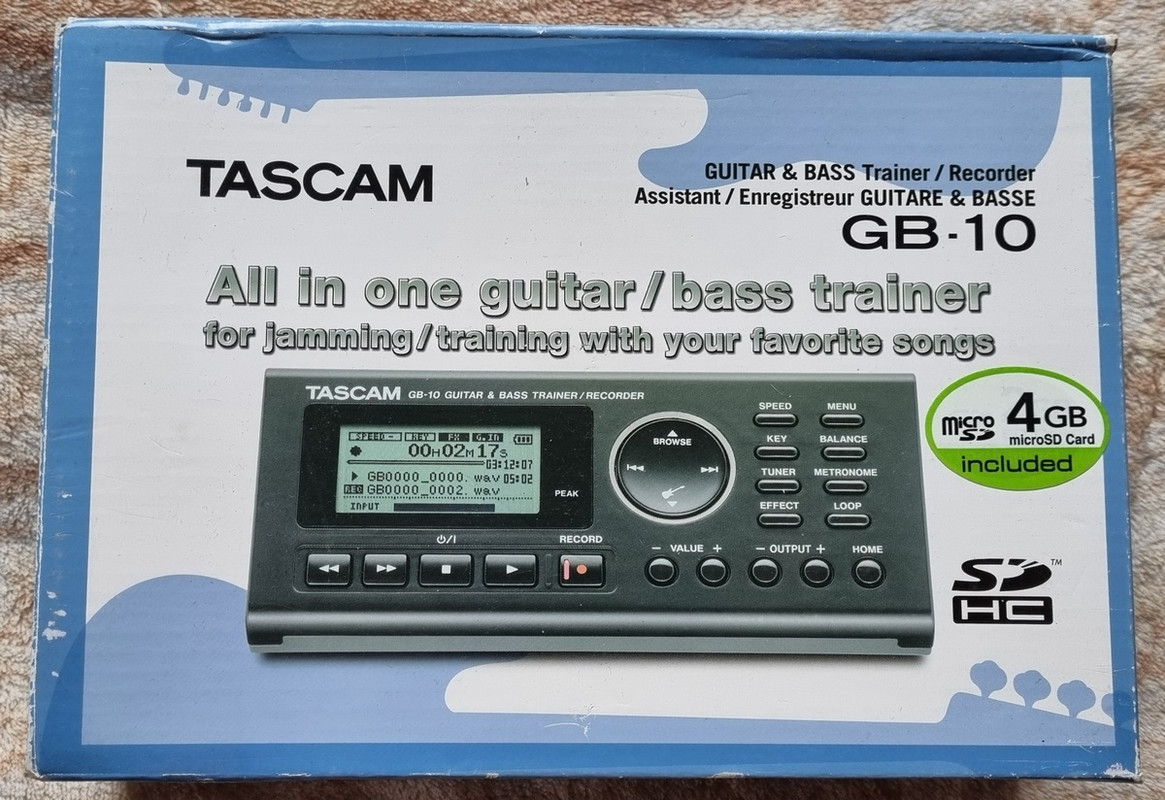 TASCAM
GUITAR & BASS Trainer / Recorder
Assistant / Enregistreur GUITARE & BASSE
GB-10
All in one guitar/bass trainer
for jamming/training with your favorite songs
TASCAM GB-10 GUITAR & BASS TRAINER/RECORDER
SPEED KEY FX G.IN
00H02M17S
03:12:07
GB0000_0000. wav 05:02
REC GB0000_0002. wav
INPUT
PEAK
BROWSE
SPEED MENU
KEY BALANCE
TUNER METRONOME
EFFECT LOOP
⏻/I RECORD
− VALUE + − OUTPUT + HOME
micro SD 4GB
microSD Card
included
SD™
HC